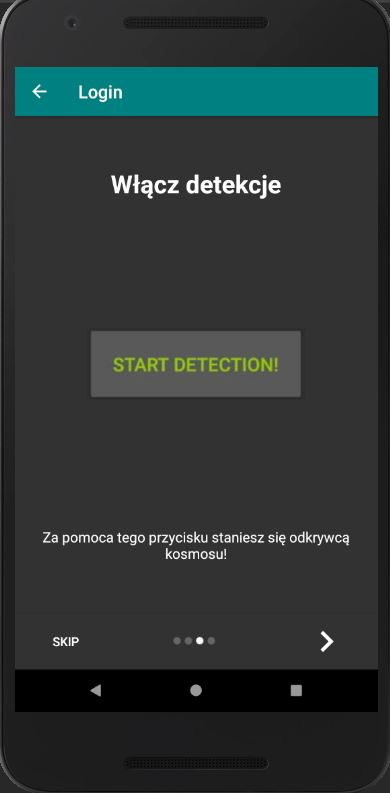 Login
Włącz detekcje
START DETECTION!
Za pomoca tego przycisku staniesz się odkrywcą
kosmosu!
SKIP